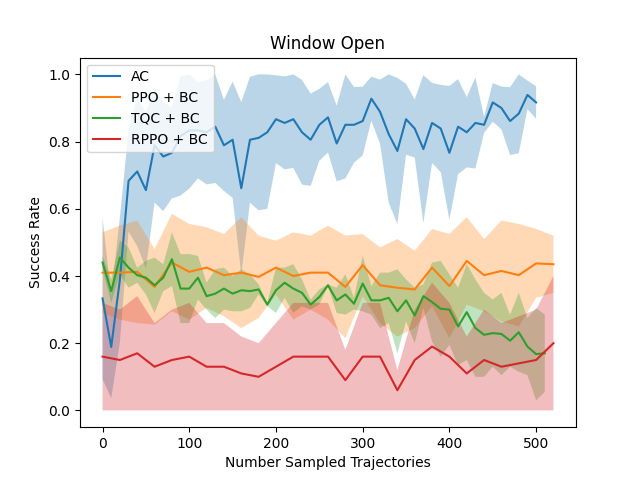 Window Open
AC
PPO + BC
TQC + BC
RPPO + BC
Success Rate
1.0
0.8
0.6
0.4
0.2
0.0
0 100 200 300 400 500
Number Sampled Trajectories